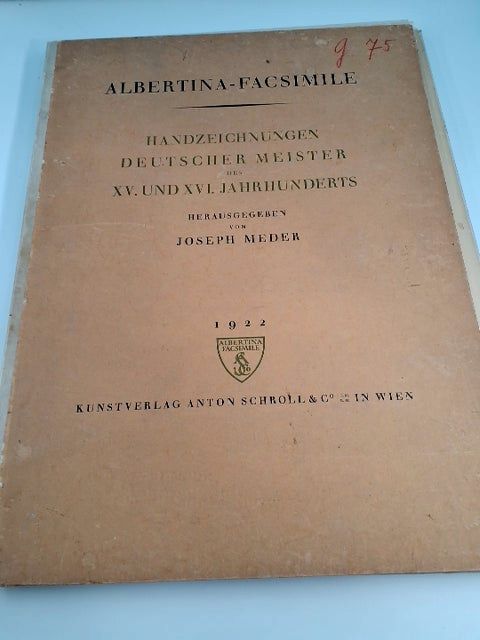 g. 75
ALBERTINA-FACSIMILE
HANDZEICHNUNGEN
DEUTSCHER MEISTER
DES
XV. UND XVI. JAHRHUNDERTS
HERAUSGEGEBEN
VON
JOSEPH MEDER
1922
ALBERTINA
FACSIMILE
KUNSTVERLAG ANTON SCHROLL & Cº IN WIEN